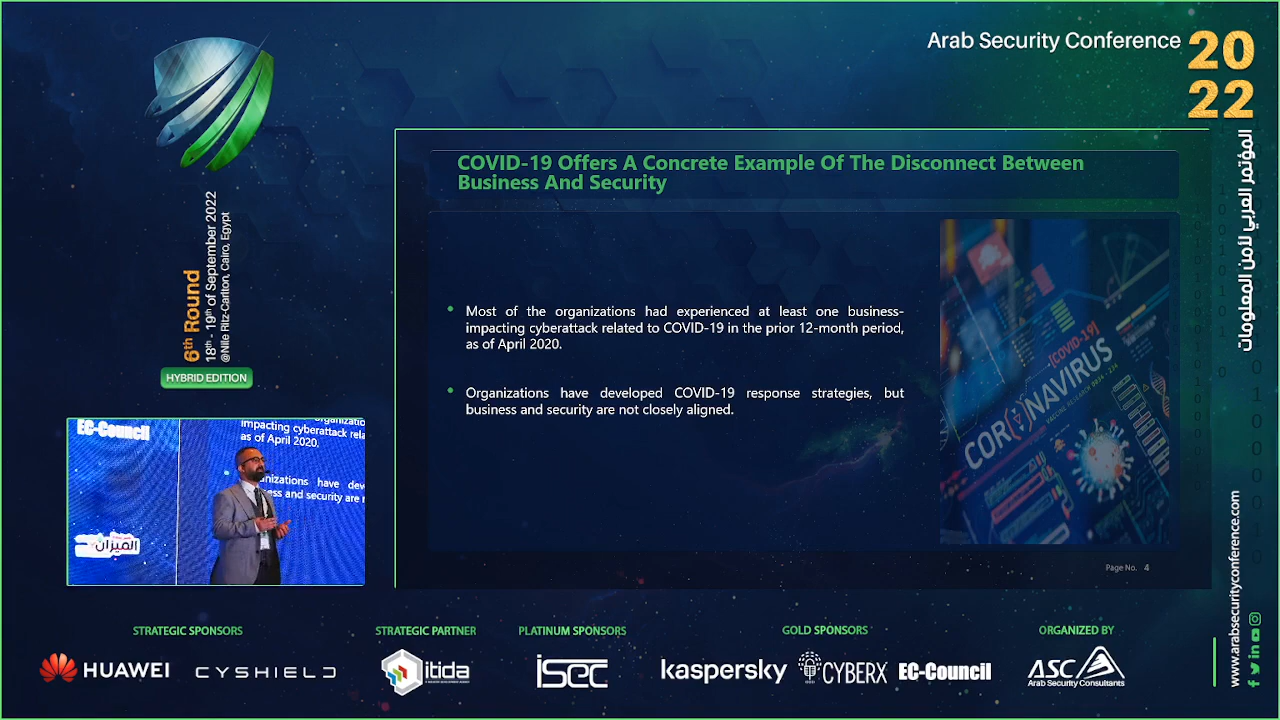 Arab Security Conference
20
22
المؤتمر العربي لأمن المعلومات
6th Round
18th - 19th of September 2022
@Nile Ritz-Carlton, Cairo, Egypt
HYBRID EDITION
COVID-19 Offers A Concrete Example Of The Disconnect Between
Business And Security
• Most of the organizations had experienced at least one business-
impacting cyberattack related to COVID-19 in the prior 12-month period,
as of April 2020.
• Organizations have developed COVID-19 response strategies, but
business and security are not closely aligned.
[COVID-19]
CORONAVIRUS
Page No. 4
EC-Council
impacting cyberattack rela
as of April 2020.
anizations have dev
ess and security are n
الميزان
www.arabsecurityconference.com
STRATEGIC SPONSORS
STRATEGIC PARTNER
PLATINUM SPONSORS
GOLD SPONSORS
ORGANIZED BY
HUAWEI
CYSHIELD
itida
isec
kaspersky
CYBERX
EC-Council
ASC
Arab Security Consultants